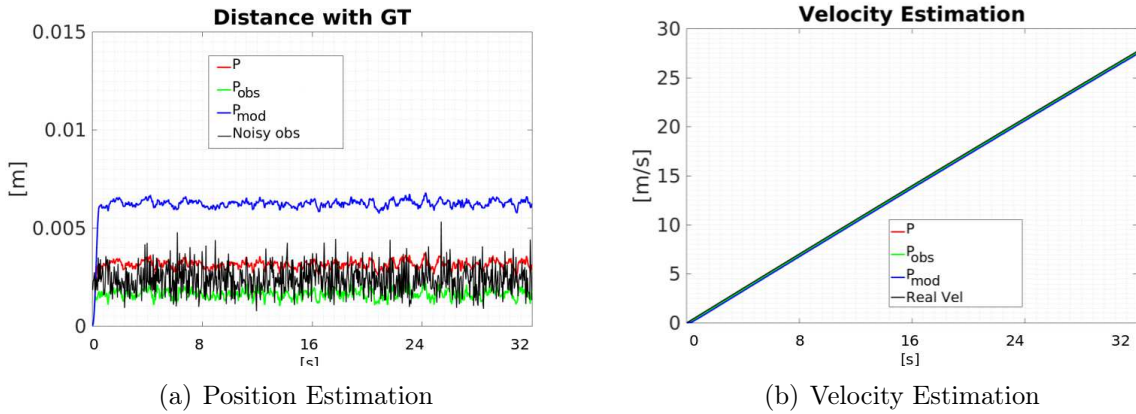 Distance with GT
0.015
0.01
0.005
0
[m]
P
P_obs
P_mod
Noisy obs
0 8 16 24 32
[s]
(a) Position Estimation
Velocity Estimation
30
25
20
15
10
5
0
[m/s]
P
P_obs
P_mod
Real Vel
0 8 16 24 32
[s]
(b) Velocity Estimation